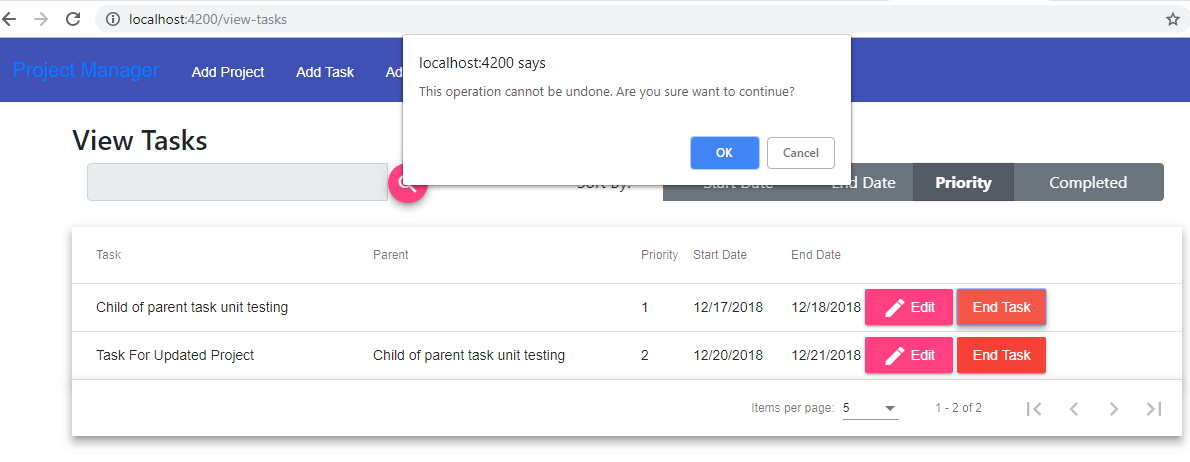 localhost:4200/view-tasks
localhost:4200 says
This operation cannot be undone. Are you sure want to continue?
OK Cancel
Project Manager Add Project Add Task Ad
View Tasks
Sort By: Start Date End Date Priority Completed
Task Parent Priority Start Date End Date
Child of parent task unit testing 1 12/17/2018 12/18/2018 Edit End Task
Task For Updated Project Child of parent task unit testing 2 12/20/2018 12/21/2018 Edit End Task
Items per page: 5 1 - 2 of 2